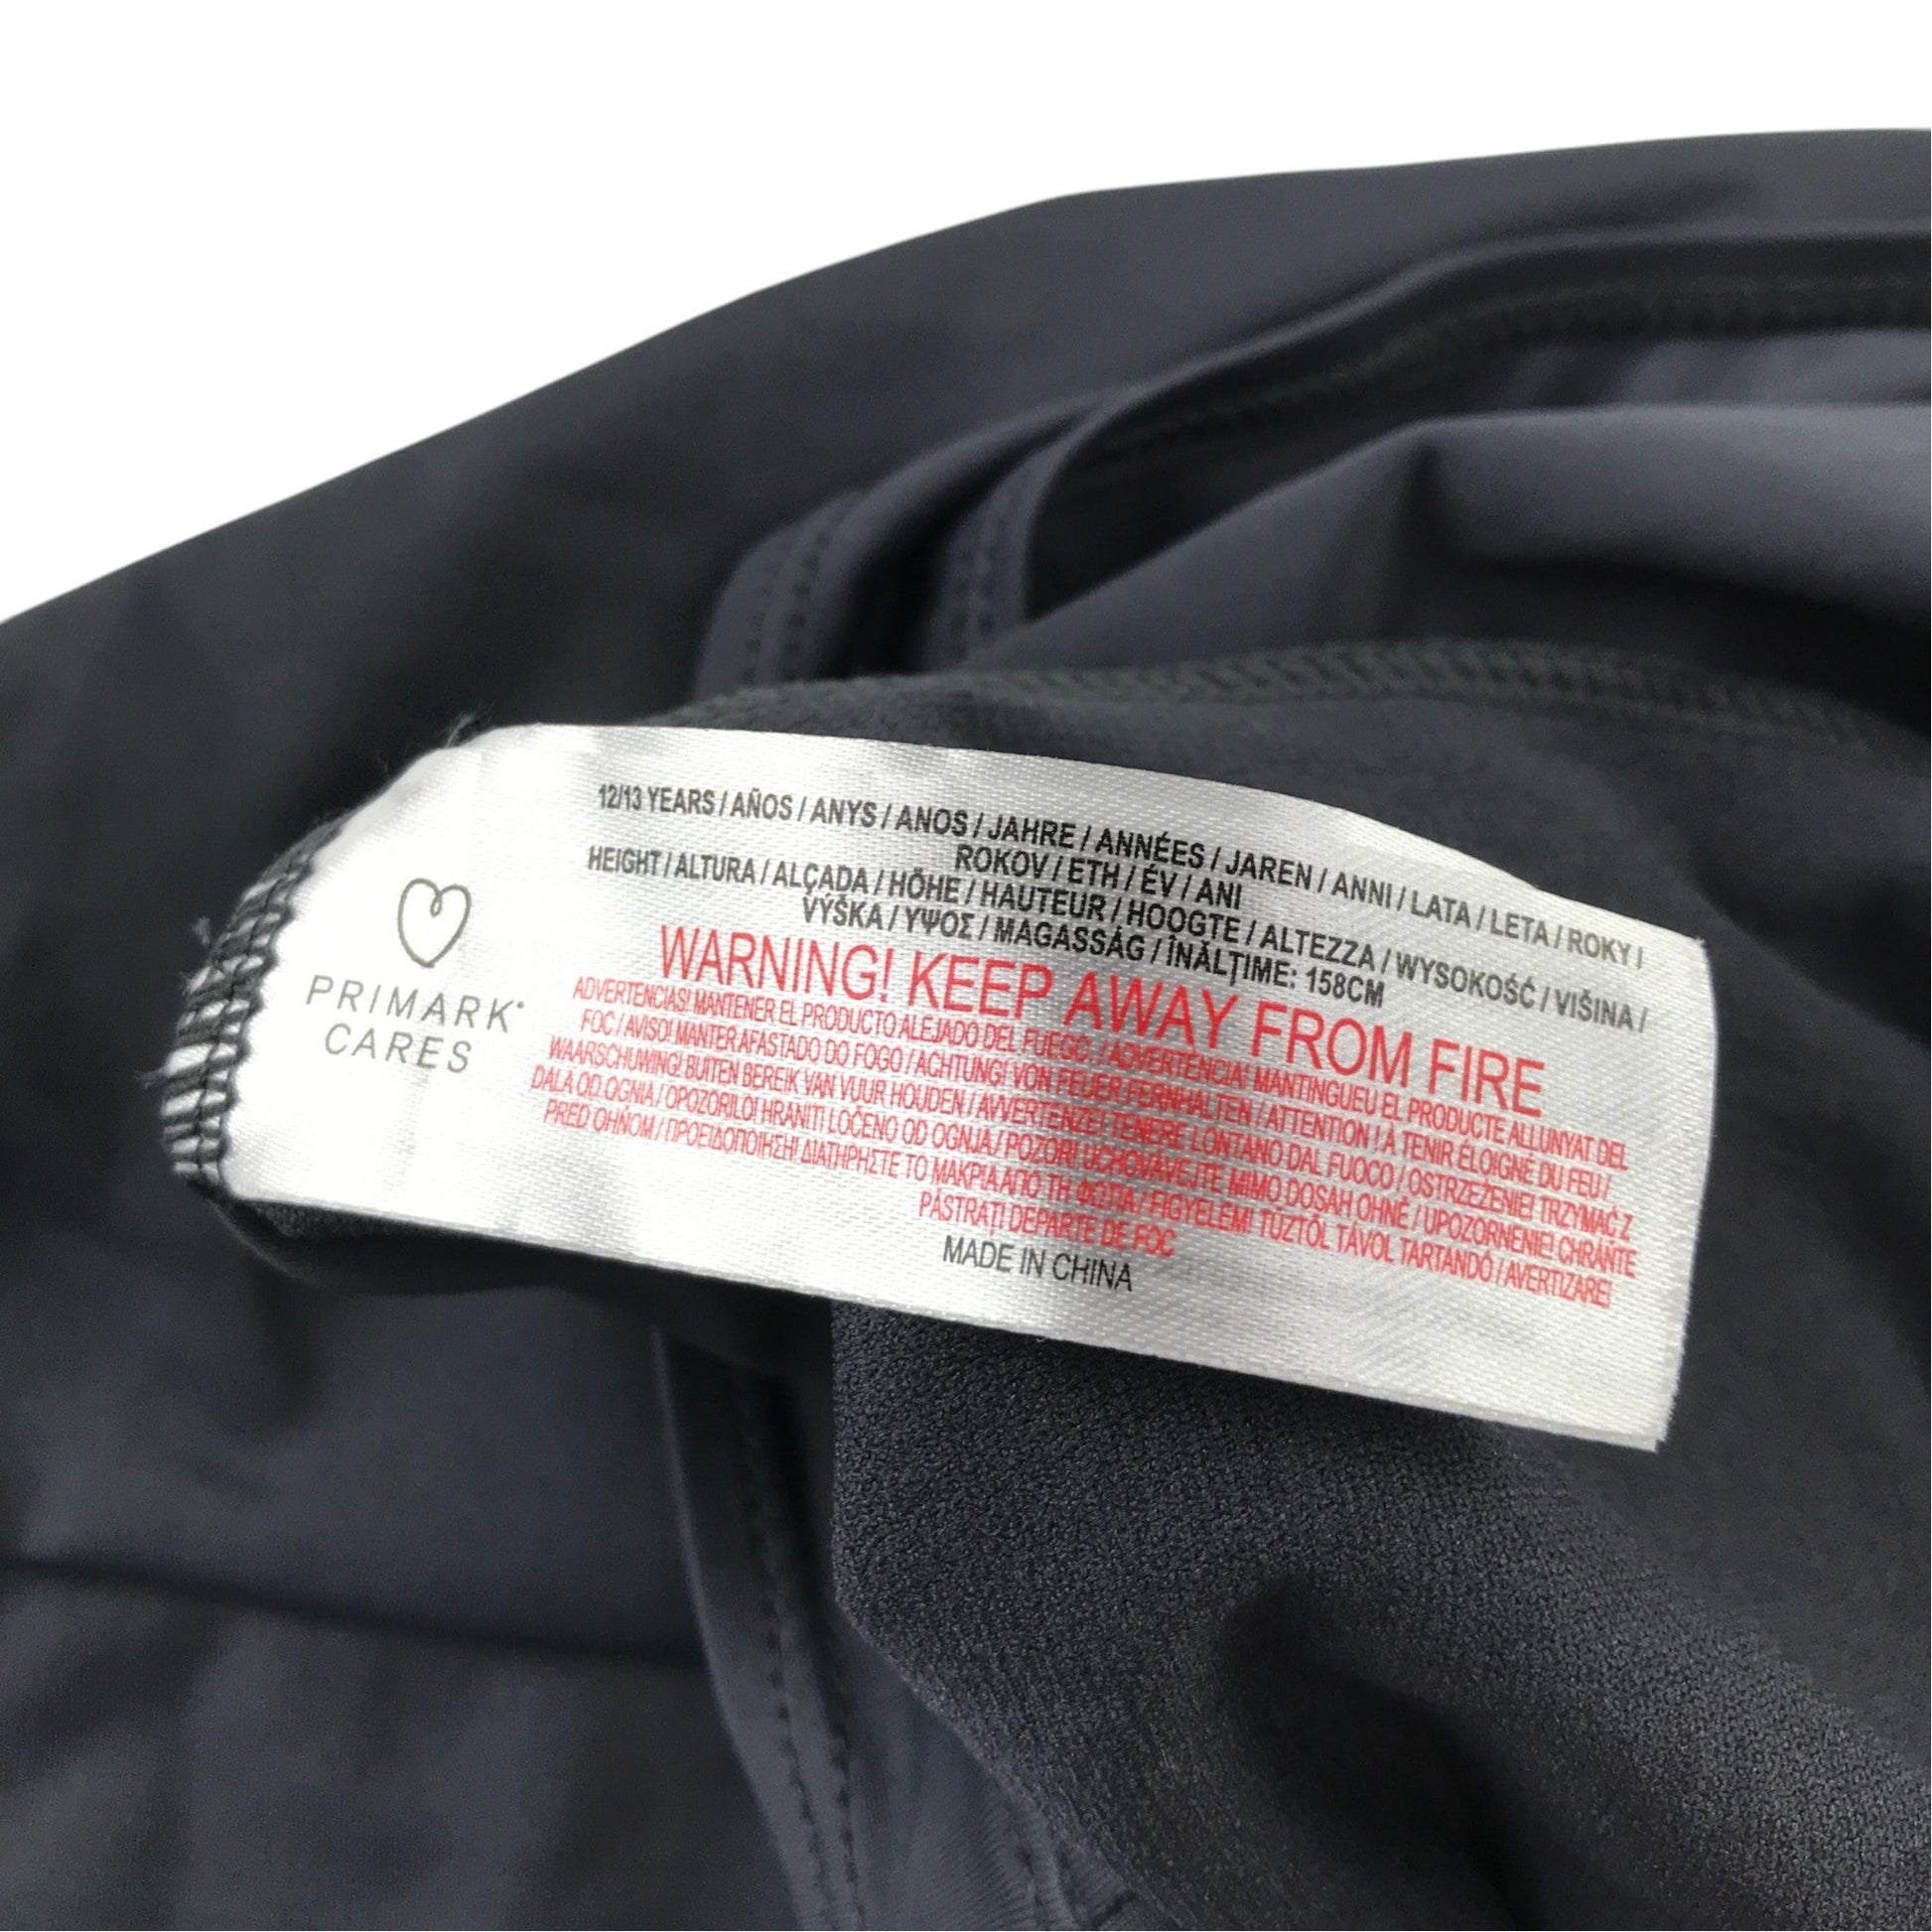 PRIMARK
CARES
12/13 YEARS / AÑOS / ANYS / ANOS / JAHRE / ANNÉES / JAREN / ANNI / LATA / LETA / ROKY /
ROKOV / ETH / ÉV / ANI
HEIGHT / ALTURA / ALÇADA / HÖHE / HAUTEUR / HOOGTE / ALTEZZA / WYSOKOŚĆ / VIŠINA /
VÝŠKA / ΥΨΟΣ / MAGASSÁG / ÎNĂLȚIME: 158CM
WARNING! KEEP AWAY FROM FIRE
ADVERTENCIAS! MANTENER EL PRODUCTO ALEJADO DEL FUEGO. / ADVERTÈNCIA! MANTINGUEU EL PRODUCTE ALLUNYAT DEL
FOC / AVISO! MANTER AFASTADO DO FOGO / ACHTUNG! VON FEUER FERNHALTEN / ATTENTION ! À TENIR ÉLOIGNÉ DU FEU /
WAARSCHUWING! BUITEN BEREIK VAN VUUR HOUDEN / AVVERTENZE! TENERE LONTANO DAL FUOCO / OSTRZEŻENIE! TRZYMAĆ Z
DALA OD OGNIA / OPOZORILO! HRANITI LOČENO OD OGNJA / POZOR! UCHOVÁVEJTE MIMO DOSAH OHNĚ / UPOZORNENIE! CHRÁŇTE
PRED OHŇOM / ΠΡΟΕΙΔΟΠΟΙΗΣΗ! ΔΙΑΤΗΡΗΣΤΕ ΤΟ ΜΑΚΡΙΑ ΑΠΟ ΤΗ ΦΩΤΙΑ / FIGYELEM! TŰZTŐL TÁVOL TARTANDÓ / AVERTIZARE!
PĂSTRAȚI DEPARTE DE FOC
MADE IN CHINA